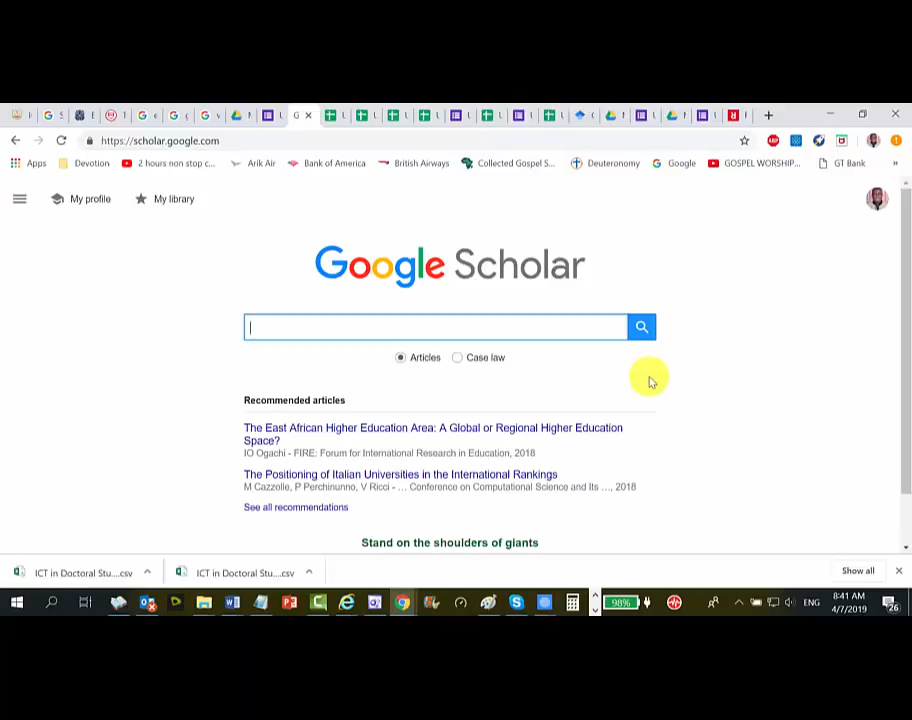 https://scholar.google.com
Apps Devotion 2 hours non stop c... Arik Air Bank of America British Airways Collected Gospel S... Deuteronomy Google GOSPEL WORSHIP... GT Bank »
My profile My library
Google Scholar
Articles Case law
Recommended articles
The East African Higher Education Area: A Global or Regional Higher Education
Space?
IO Ogachi - FIRE: Forum for International Research in Education, 2018
The Positioning of Italian Universities in the International Rankings
M Cazzolle, P Perchinunno, V Ricci - ... Conference on Computational Science and Its ..., 2018
See all recommendations
Stand on the shoulders of giants
ICT in Doctoral Stu....csv ICT in Doctoral Stu....csv Show all
98% ENG 8:41 AM
4/7/2019 26